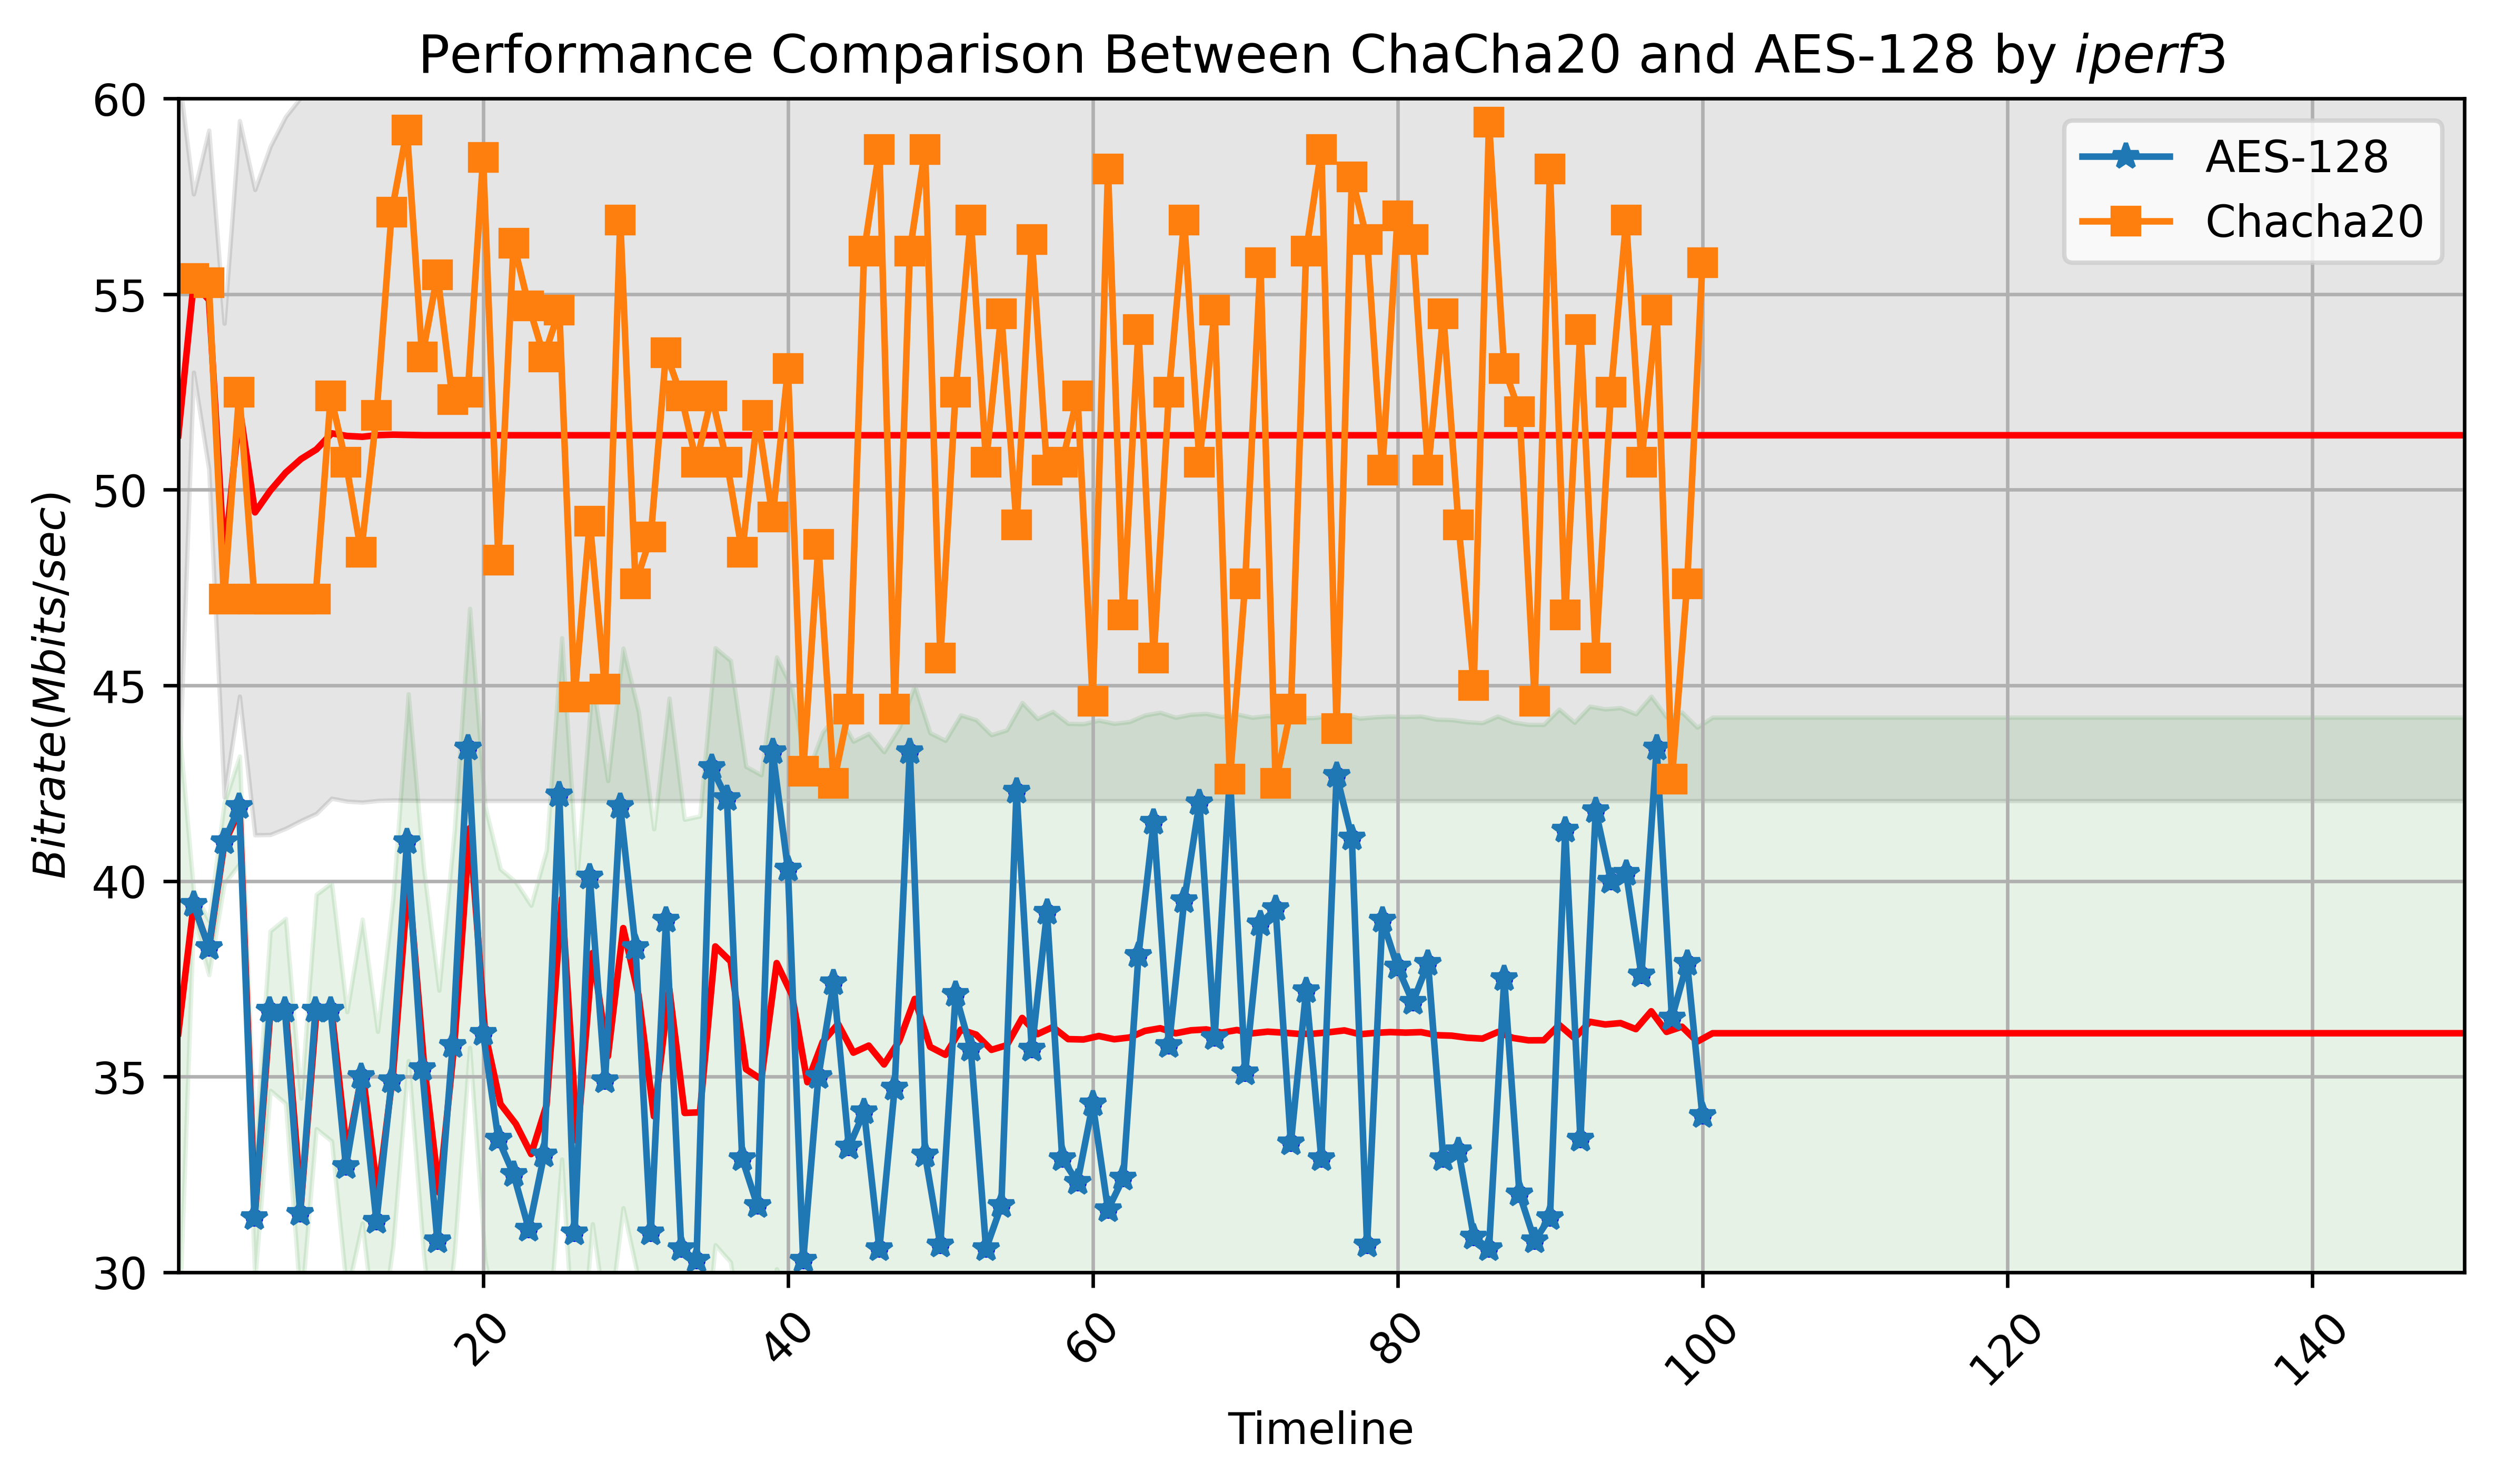 Performance Comparison Between ChaCha20 and AES-128 by iperf3
60
55
50
45
40
35
30
Bitrate(Mbits/sec)
AES-128
Chacha20
20
40
60
80
100
120
140
Timeline